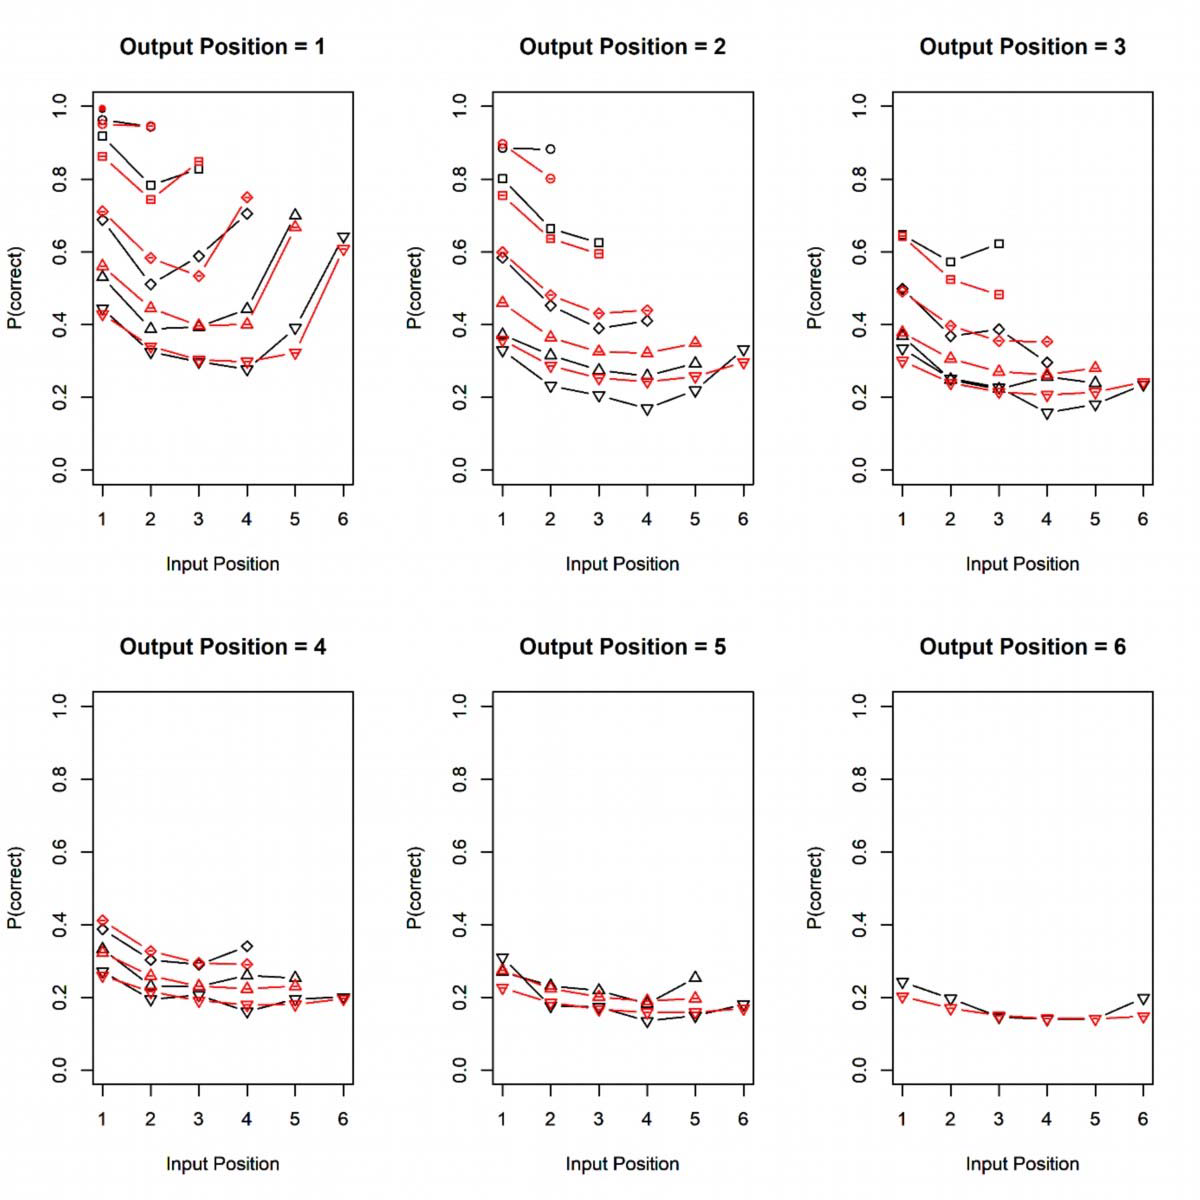 Output Position = 1
Output Position = 2
Output Position = 3
P(correct)
1.0
0.8
0.6
0.4
0.2
0.0
1 2 3 4 5 6
Input Position
P(correct)
1.0
0.8
0.6
0.4
0.2
0.0
1 2 3 4 5 6
Input Position
P(correct)
1.0
0.8
0.6
0.4
0.2
0.0
1 2 3 4 5 6
Input Position
Output Position = 4
Output Position = 5
Output Position = 6
P(correct)
1.0
0.8
0.6
0.4
0.2
0.0
1 2 3 4 5 6
Input Position
P(correct)
1.0
0.8
0.6
0.4
0.2
0.0
1 2 3 4 5 6
Input Position
P(correct)
1.0
0.8
0.6
0.4
0.2
0.0
1 2 3 4 5 6
Input Position